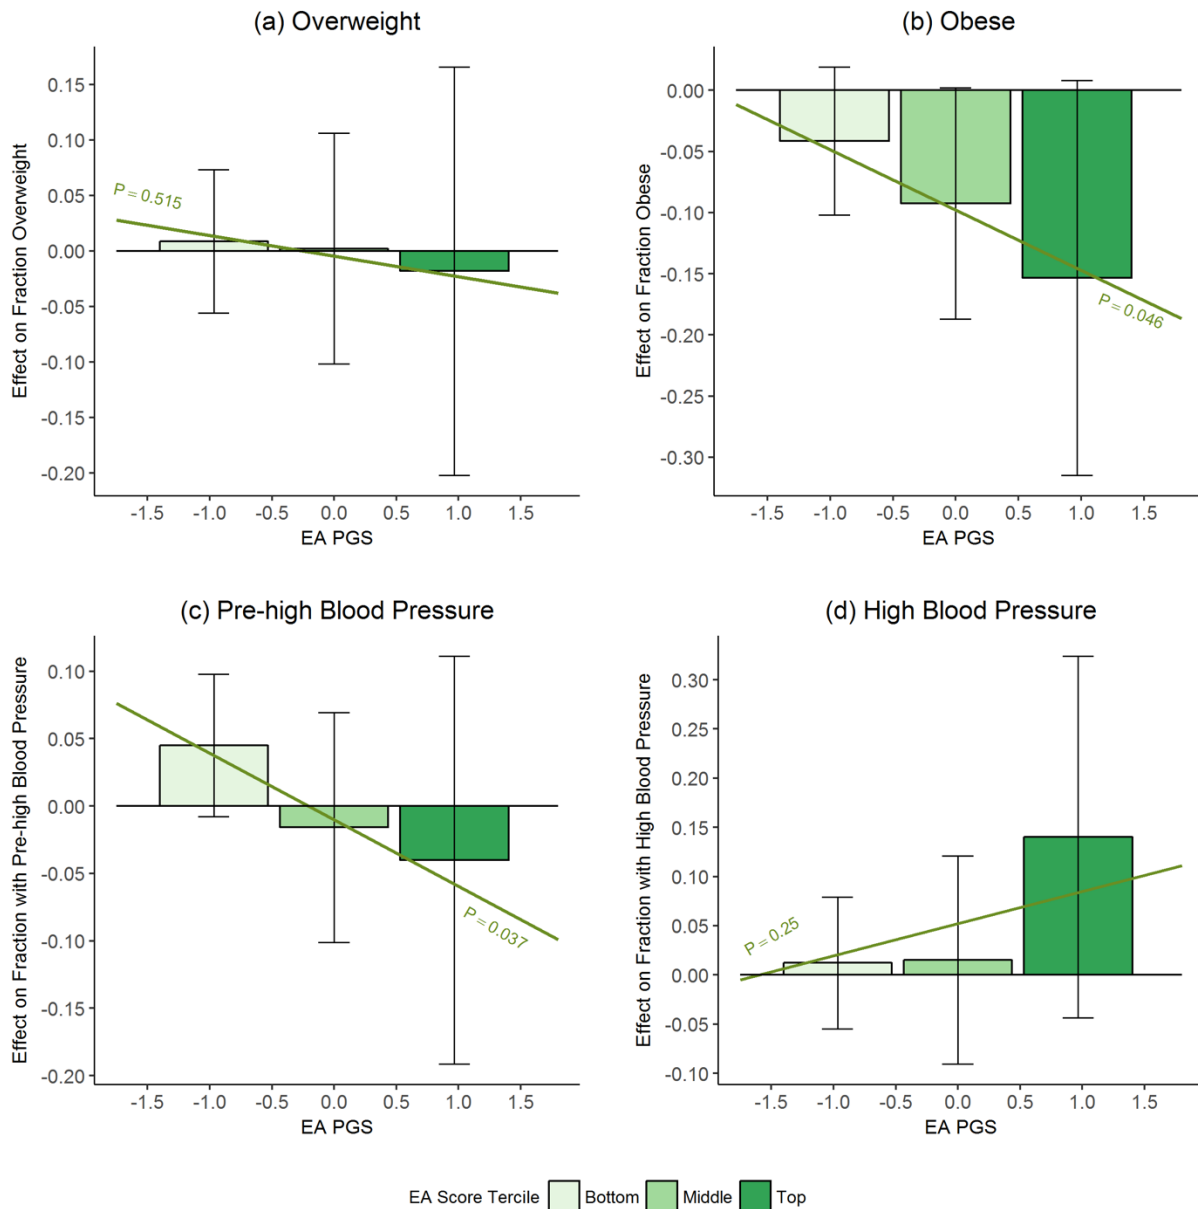 (a) Overweight
Effect on Fraction Overweight
0.15
0.10
0.05
0.00
-0.05
-0.10
-0.15
-0.20
P = 0.515
-1.5 -1.0 -0.5 0.0 0.5 1.0 1.5
EA PGS
(b) Obese
Effect on Fraction Obese
0.00
-0.05
-0.10
-0.15
-0.20
-0.25
-0.30
P = 0.046
-1.5 -1.0 -0.5 0.0 0.5 1.0 1.5
EA PGS
(c) Pre-high Blood Pressure
Effect on Fraction with Pre-high Blood Pressure
0.10
0.05
0.00
-0.05
-0.10
-0.15
-0.20
P = 0.037
-1.5 -1.0 -0.5 0.0 0.5 1.0 1.5
EA PGS
(d) High Blood Pressure
Effect on Fraction with High Blood Pressure
0.30
0.25
0.20
0.15
0.10
0.05
0.00
-0.05
-0.10
P = 0.25
-1.5 -1.0 -0.5 0.0 0.5 1.0 1.5
EA PGS
EA Score Tercile Bottom Middle Top